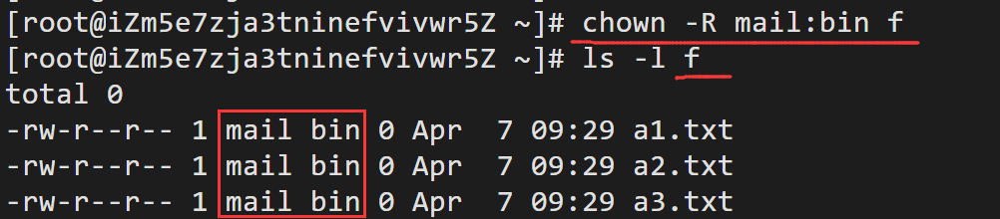 [root@iZm5e7zja3tninefvivwr5Z ~]# chown -R mail:bin f
[root@iZm5e7zja3tninefvivwr5Z ~]# ls -l f
total 0
-rw-r--r-- 1 mail bin 0 Apr  7 09:29 a1.txt
-rw-r--r-- 1 mail bin 0 Apr  7 09:29 a2.txt
-rw-r--r-- 1 mail bin 0 Apr  7 09:29 a3.txt